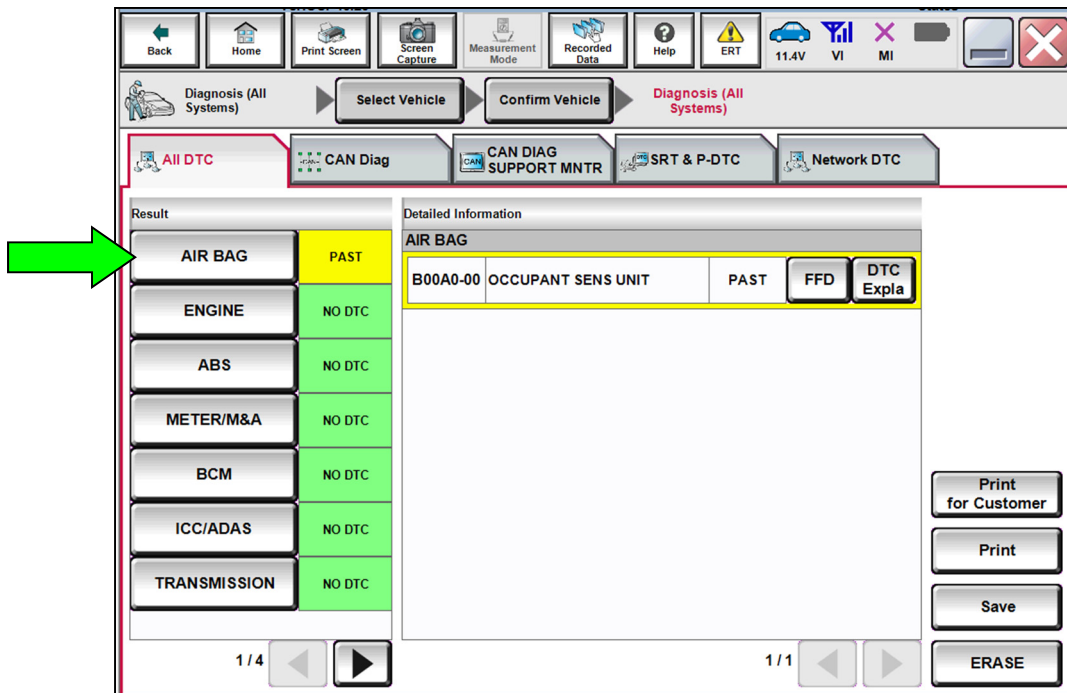 Back
Home
Print Screen
Screen
Capture
Measurement
Mode
Recorded
Data
Help
ERT
11.4V
VI
MI
Diagnosis (All
Systems)
Select Vehicle
Confirm Vehicle
Diagnosis (All
Systems)
All DTC
CAN Diag
CAN
CAN DIAG
SUPPORT MNTR
SRT & P-DTC
Network DTC
Result
Detailed Information
AIR BAG
PAST
AIR BAG
B00A0-00 OCCUPANT SENS UNIT PAST
FFD
DTC
Expla
ENGINE
NO DTC
ABS
NO DTC
METER/M&A
NO DTC
BCM
NO DTC
ICC/ADAS
NO DTC
TRANSMISSION
NO DTC
Print
for Customer
Print
Save
ERASE
1 / 4
1 / 1